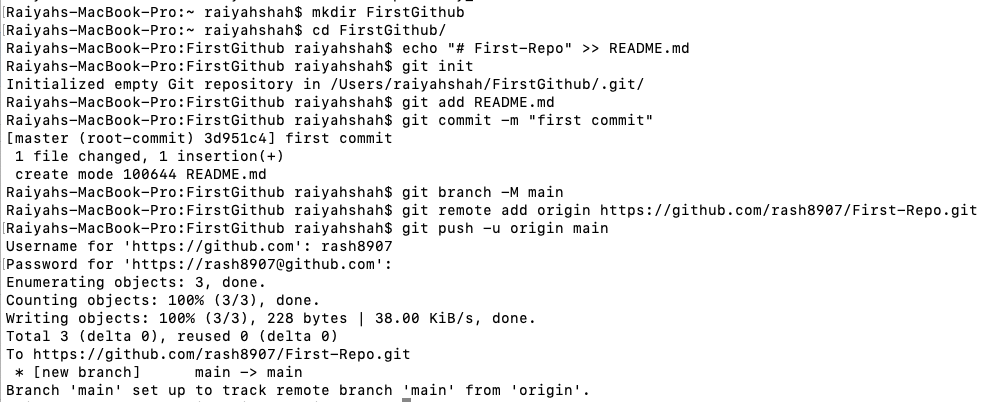 Raiyahs-MacBook-Pro:~ raiyahshah$ mkdir FirstGithub
Raiyahs-MacBook-Pro:~ raiyahshah$ cd FirstGithub/
Raiyahs-MacBook-Pro:FirstGithub raiyahshah$ echo "# First-Repo" >> README.md
Raiyahs-MacBook-Pro:FirstGithub raiyahshah$ git init
Initialized empty Git repository in /Users/raiyahshah/FirstGithub/.git/
Raiyahs-MacBook-Pro:FirstGithub raiyahshah$ git add README.md
Raiyahs-MacBook-Pro:FirstGithub raiyahshah$ git commit -m "first commit"
[master (root-commit) 3d951c4] first commit
 1 file changed, 1 insertion(+)
 create mode 100644 README.md
Raiyahs-MacBook-Pro:FirstGithub raiyahshah$ git branch -M main
Raiyahs-MacBook-Pro:FirstGithub raiyahshah$ git remote add origin https://github.com/rash8907/First-Repo.git
Raiyahs-MacBook-Pro:FirstGithub raiyahshah$ git push -u origin main
Username for 'https://github.com': rash8907
Password for 'https://rash8907@github.com':
Enumerating objects: 3, done.
Counting objects: 100% (3/3), done.
Writing objects: 100% (3/3), 228 bytes | 38.00 KiB/s, done.
Total 3 (delta 0), reused 0 (delta 0)
To https://github.com/rash8907/First-Repo.git
 * [new branch]      main -> main
Branch 'main' set up to track remote branch 'main' from 'origin'.